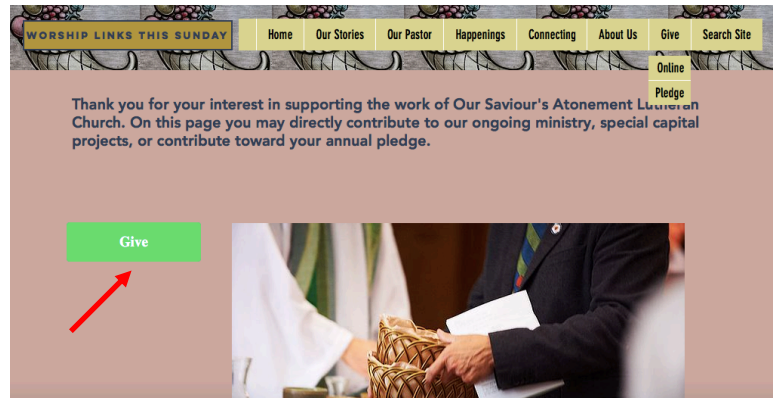 WORSHIP LINKS THIS SUNDAY
Home Our Stories Our Pastor Happenings Connecting About Us Give Search Site
Online
Pledge
Thank you for your interest in supporting the work of Our Saviour's Atonement Lutheran
Church. On this page you may directly contribute to our ongoing ministry, special capital
projects, or contribute toward your annual pledge.
Give